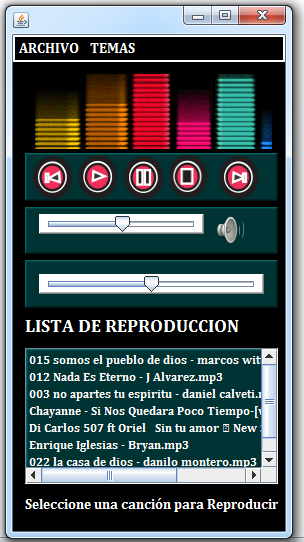 ARCHIVO TEMAS
LISTA DE REPRODUCCION
015 somos el pueblo de dios - marcos wit
012 Nada Es Eterno - J Alvarez.mp3
003 no apartes tu espiritu - daniel calveti.m
Chayanne - Si Nos Quedara Poco Tiempo-[v
Di Carlos 507 ft Oriel Sin tu amor ▯ New S
Enrique Iglesias - Bryan.mp3
022 la casa de dios - danilo montero.mp3
Seleccione una canción para Reproducir